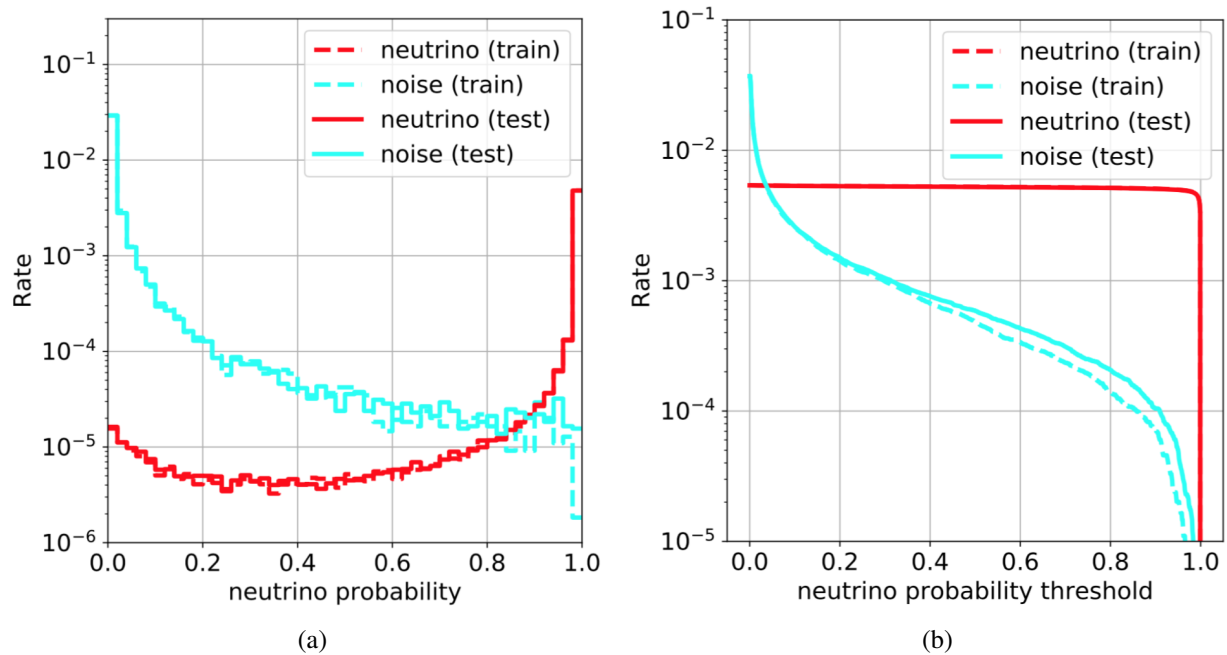 10⁻¹
10⁻²
10⁻³
10⁻⁴
10⁻⁵
10⁻⁶
Rate
neutrino (train)
noise (train)
neutrino (test)
noise (test)
0.0 0.2 0.4 0.6 0.8 1.0
neutrino probability
(a)
10⁻¹
10⁻²
10⁻³
10⁻⁴
10⁻⁵
Rate
neutrino (train)
noise (train)
neutrino (test)
noise (test)
0.0 0.2 0.4 0.6 0.8 1.0
neutrino probability threshold
(b)